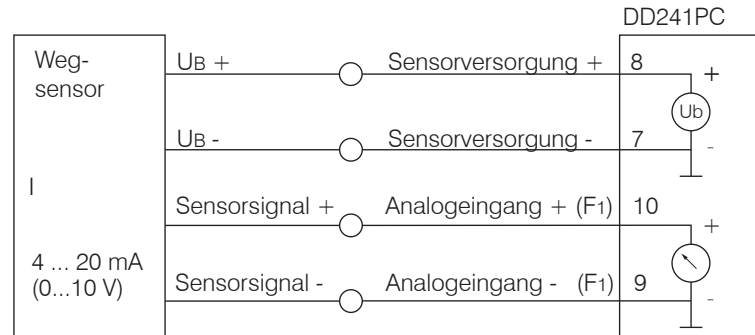 DD241PC
Weg-
sensor
UB + Sensorversorgung + 8
+
Ub
UB - Sensorversorgung - 7
-
I
Sensorsignal + Analogeingang + (F1) 10
+
4 ... 20 mA
(0...10 V)
Sensorsignal - Analogeingang - (F1) 9
-